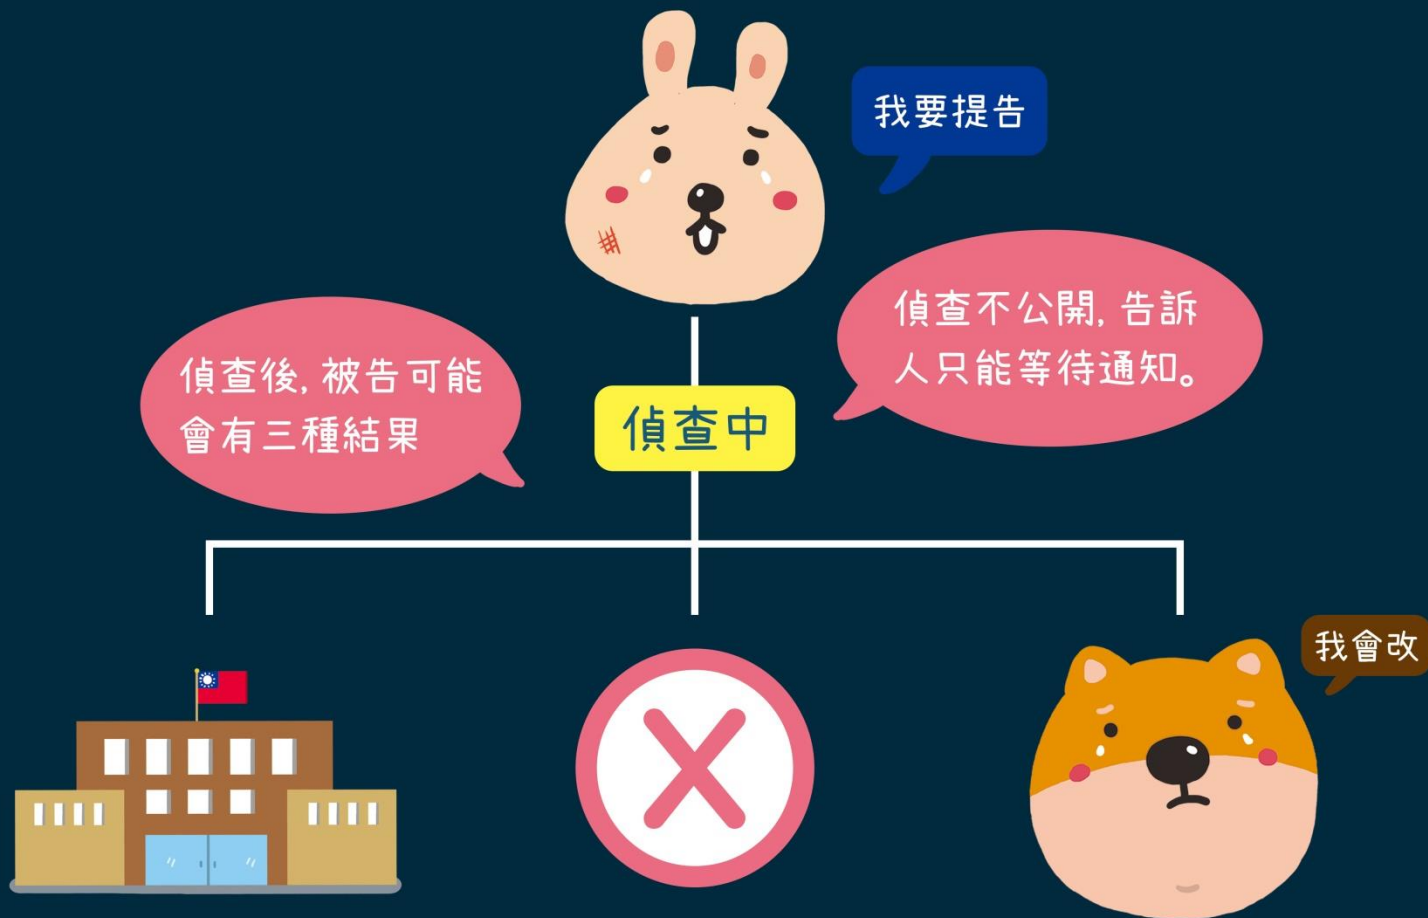 我要提告
偵查不公開, 告訴
人只能等待通知。
偵查後, 被告可能
會有三種結果
偵查中
我會改